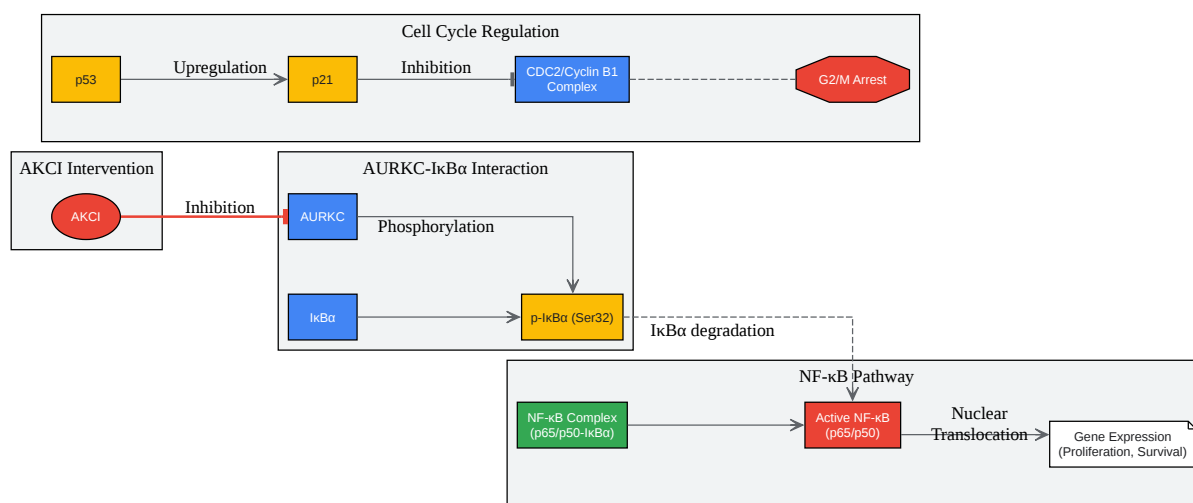 Cell Cycle Regulation
p53
Upregulation
p21
Inhibition
CDC2/Cyclin B1
Complex
G2/M Arrest
AKCI Intervention
AKCI
Inhibition
AURKC-IκBα Interaction
AURKC
Phosphorylation
IκBα
p-IκBα (Ser32)
IκBα degradation
NF-κB Pathway
NF-κB Complex
(p65/p50-IκBα)
Active NF-κB
(p65/p50)
Nuclear
Translocation
Gene Expression
(Proliferation, Survival)